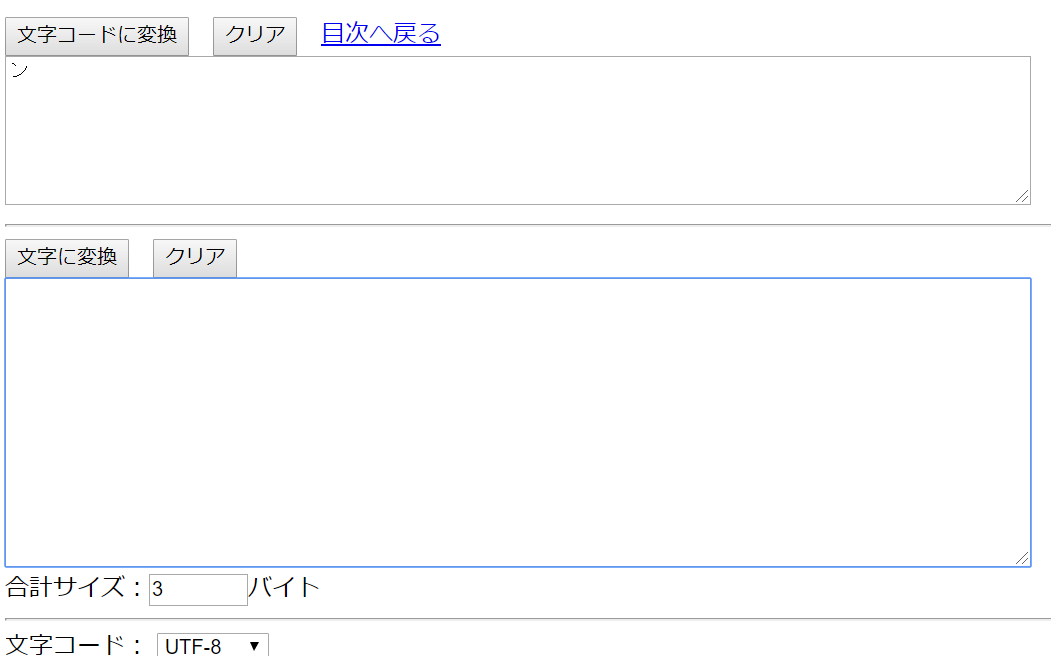 文字コードに変換 クリア 目次へ戻る
ン
文字に変換 クリア
合計サイズ：3バイト
文字コード： UTF-8